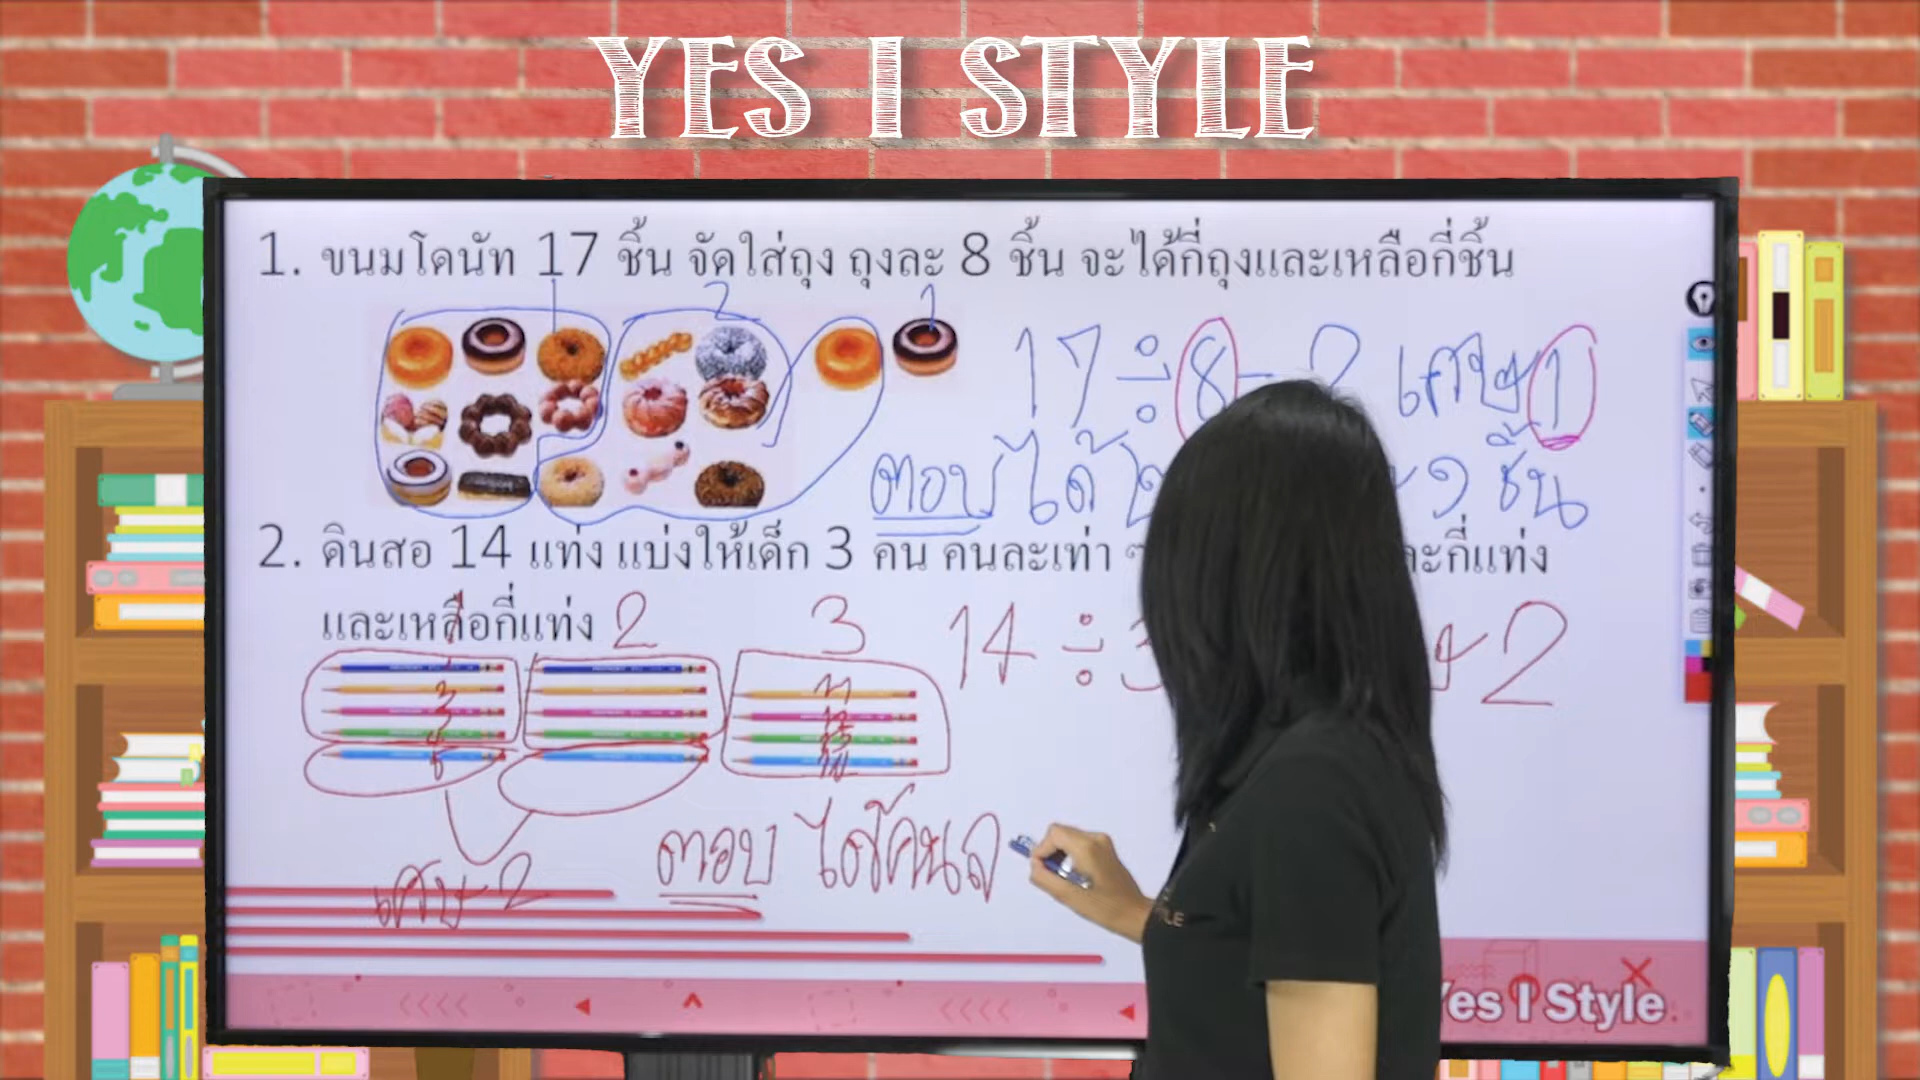 YES I STYLE
1. ขนมโดนัท 17 ชิ้น จัดใส่ถุง ถุงละ 8 ชิ้น จะได้กี่ถุงและเหลือกี่ชิ้น
2 1
17 ÷ 8 = 2 เศษ 1
ตอบ ได้ ๑ ชิ้น
2. ดินสอ 14 แท่ง แบ่งให้เด็ก 3 คน คนละเท่า ละกี่แท่ง
และเหลือกี่แท่ง 2 3
14 ÷ 3 2
เศษ 2
ตอบ ได้คนล
Yes I Style